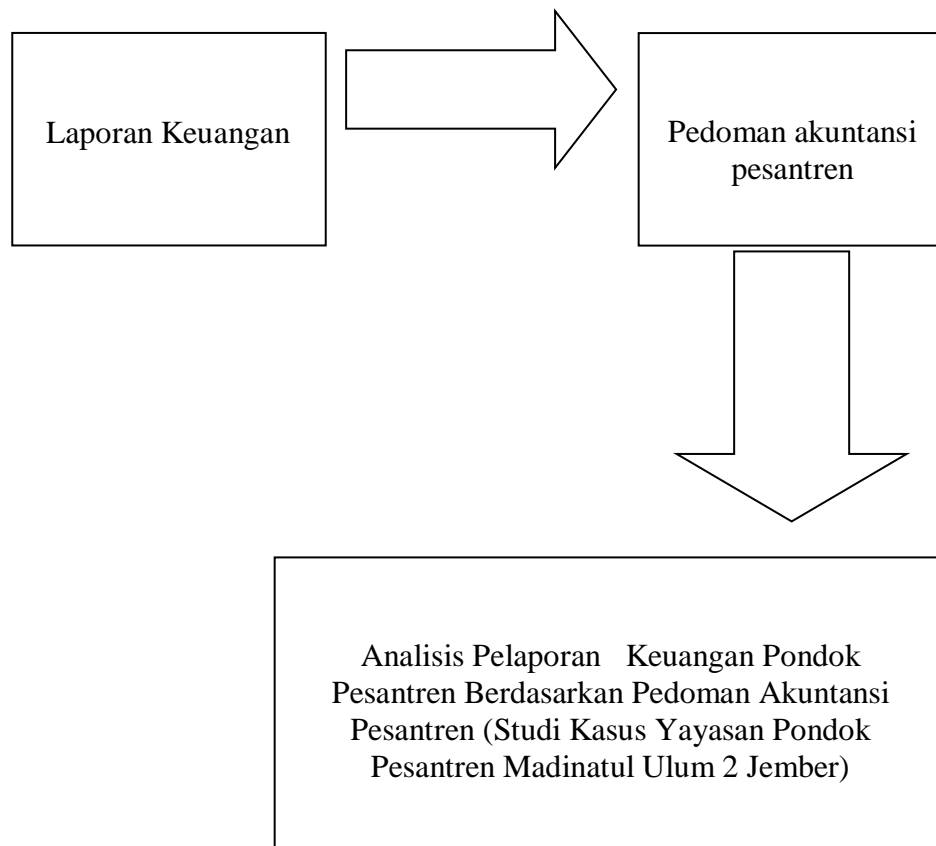 Laporan Keuangan
Pedoman akuntansi
pesantren
Analisis Pelaporan Keuangan Pondok
Pesantren Berdasarkan Pedoman Akuntansi
Pesantren (Studi Kasus Yayasan Pondok
Pesantren Madinatul Ulum 2 Jember)